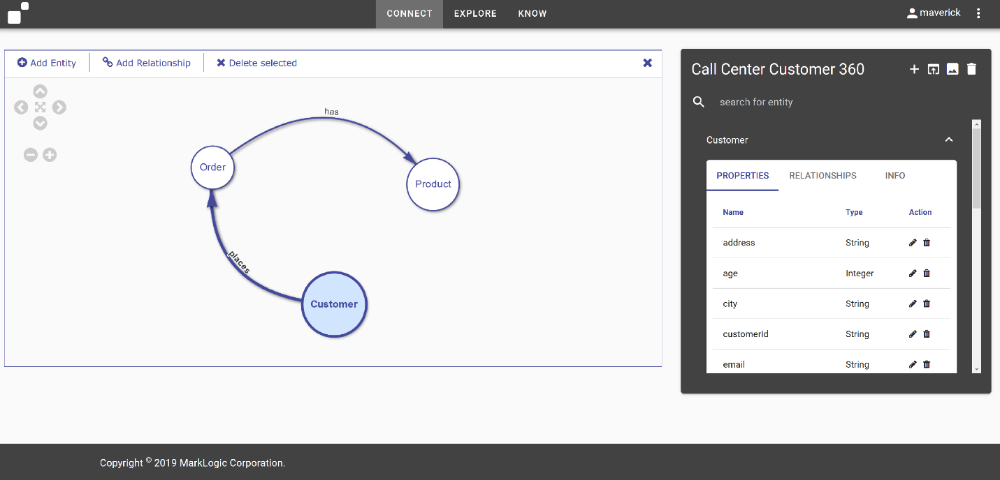 CONNECT EXPLORE KNOW maverick
Add Entity Add Relationship Delete selected
Call Center Customer 360
search for entity
has
Order
Product
places
Customer
Customer
PROPERTIES RELATIONSHIPS INFO
Name Type Action
address String
age Integer
city String
customerId String
email String
Copyright © 2019 MarkLogic Corporation.